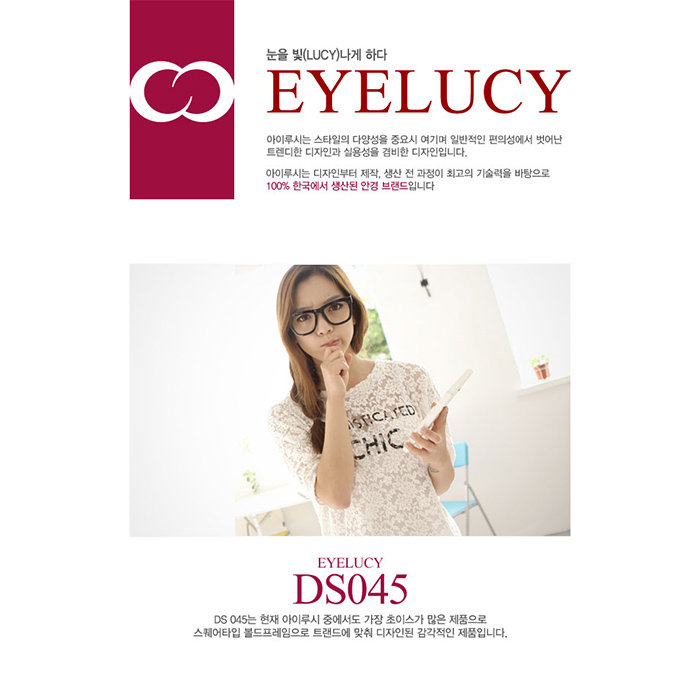 눈을 빛(LUCY)나게 하다
EYELUCY
아이루시는 스타일의 다양성을 중요시 여기며 일반적인 편의성에서 벗어난
트렌디한 디자인과 실용성을 겸비한 디자인입니다.
아이루시는 디자인부터 제작, 생산 전 과정이 최고의 기술력을 바탕으로
100% 한국에서 생산된 안경 브랜드입니다
ISTICATED
CHIC
EYELUCY
DS045
DS 045는 현재 아이루시 중에서도 가장 초이스가 많은 제품으로
스퀘어타입 볼드프레임으로 트랜드에 맞춰 디자인된 감각적인 제품입니다.